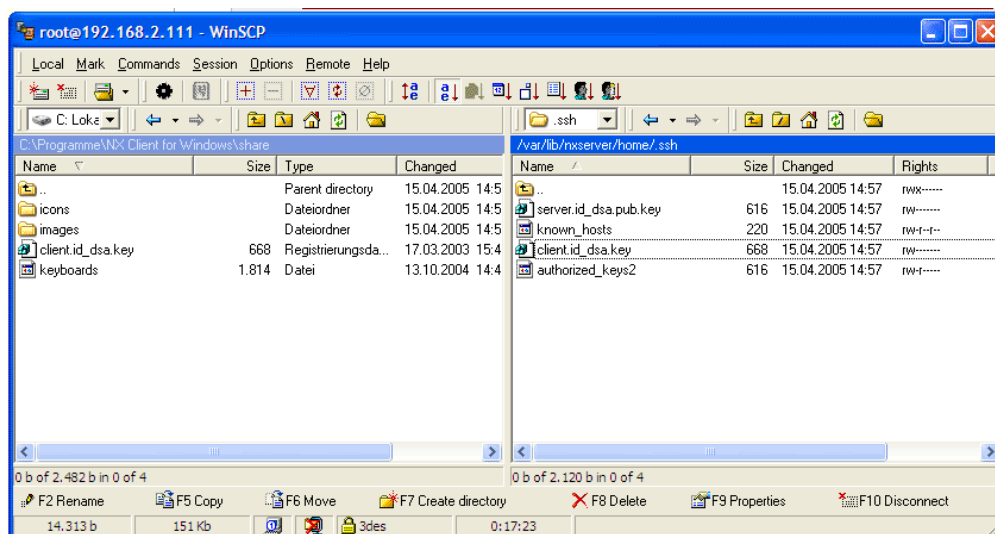 root@192.168.2.111 - WinSCP
Local Mark Commands Session Options Remote Help
C: Loka .ssh
C:\Programme\NX Client for Windows\share /var/lib/nxserver/home/.ssh
Name Size Type Changed Name Size Changed Rights
.. Parent directory 15.04.2005 14:5 .. 15.04.2005 14:57 rwx------
icons Dateiordner 15.04.2005 14:5 server.id_dsa.pub.key 616 15.04.2005 14:57 rw-------
images Dateiordner 15.04.2005 14:5 known_hosts 220 15.04.2005 14:57 rw-r--r--
client.id_dsa.key 668 Registrierungsda... 17.03.2003 15:4 client.id_dsa.key 668 15.04.2005 14:57 rw-------
keyboards 1.814 Datei 13.10.2004 14:4 authorized_keys2 616 15.04.2005 14:57 rw-r-----
0 b of 2.482 b in 0 of 4 0 b of 2.120 b in 0 of 4
F2 Rename F5 Copy F6 Move F7 Create directory F8 Delete F9 Properties F10 Disconnect
14.313 b 151 Kb 3des 0:17:23